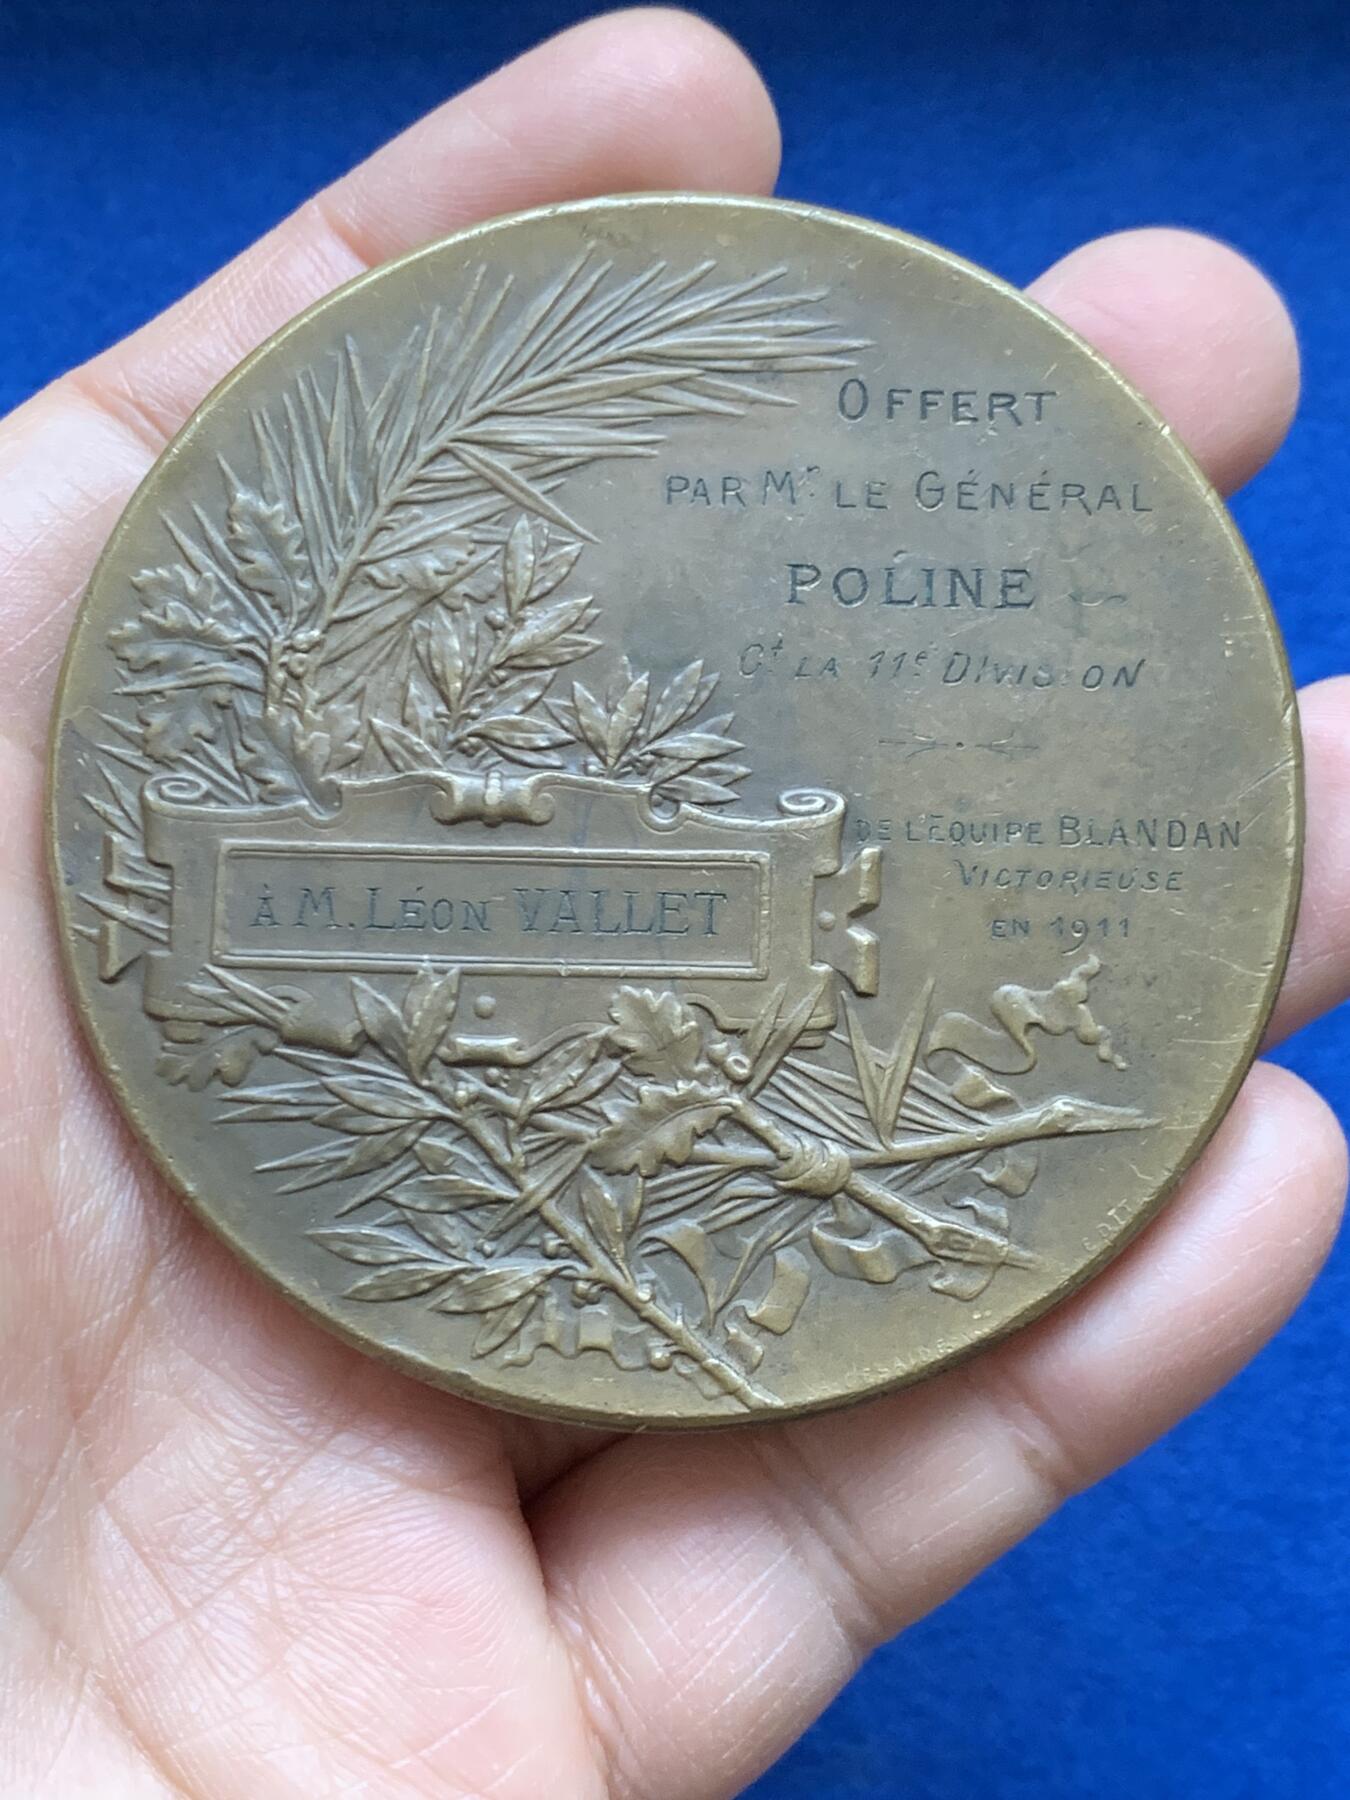 OFFERT
PAR Mr LE GÉNÉRAL
POLINE
Ct LA 11e DIVISION
DE L'EQUIPE BLANDAN
VICTORIEUSE
EN 1911
À M. LÉON VALLET